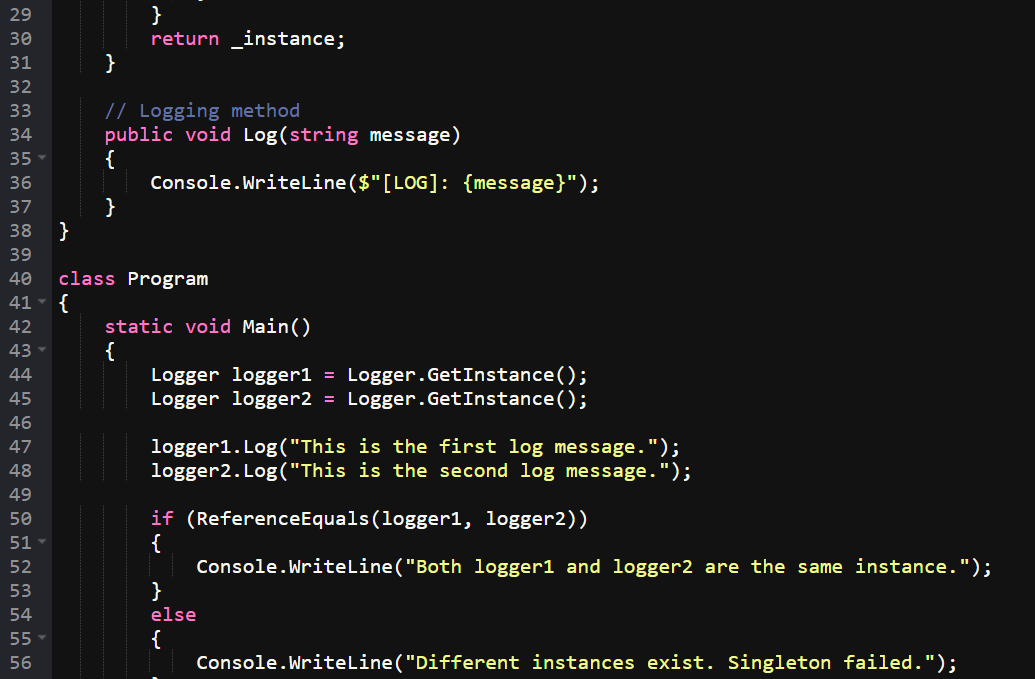 29 }
30 return _instance;
31 }
32
33 // Logging method
34 public void Log(string message)
35 {
36 Console.WriteLine($"[LOG]: {message}");
37 }
38 }
39
40 class Program
41 {
42 static void Main()
43 {
44 Logger logger1 = Logger.GetInstance();
45 Logger logger2 = Logger.GetInstance();
46
47 logger1.Log("This is the first log message.");
48 logger2.Log("This is the second log message.");
49
50 if (ReferenceEquals(logger1, logger2))
51 {
52 Console.WriteLine("Both logger1 and logger2 are the same instance.");
53 }
54 else
55 {
56 Console.WriteLine("Different instances exist. Singleton failed.");